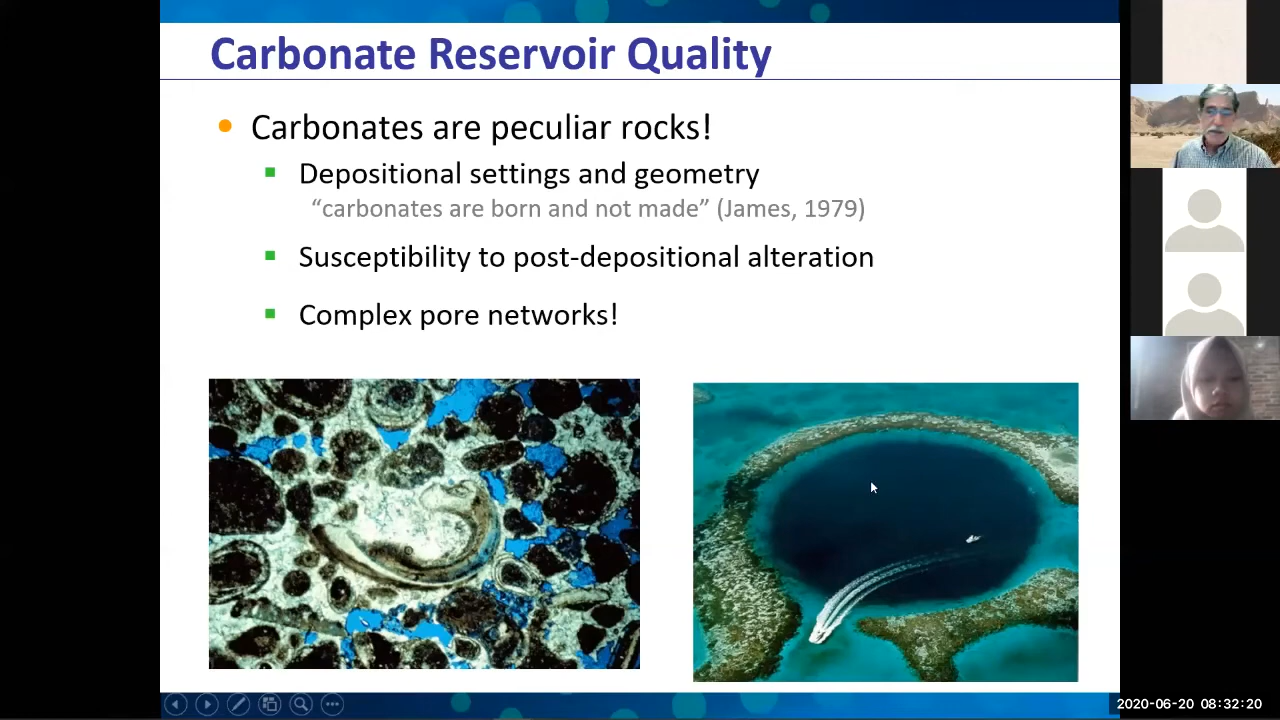 Carbonate Reservoir Quality
Carbonates are peculiar rocks!
Depositional settings and geometry
“carbonates are born and not made” (James, 1979)
Susceptibility to post-depositional alteration
Complex pore networks!
2020-06-20 08:32:20